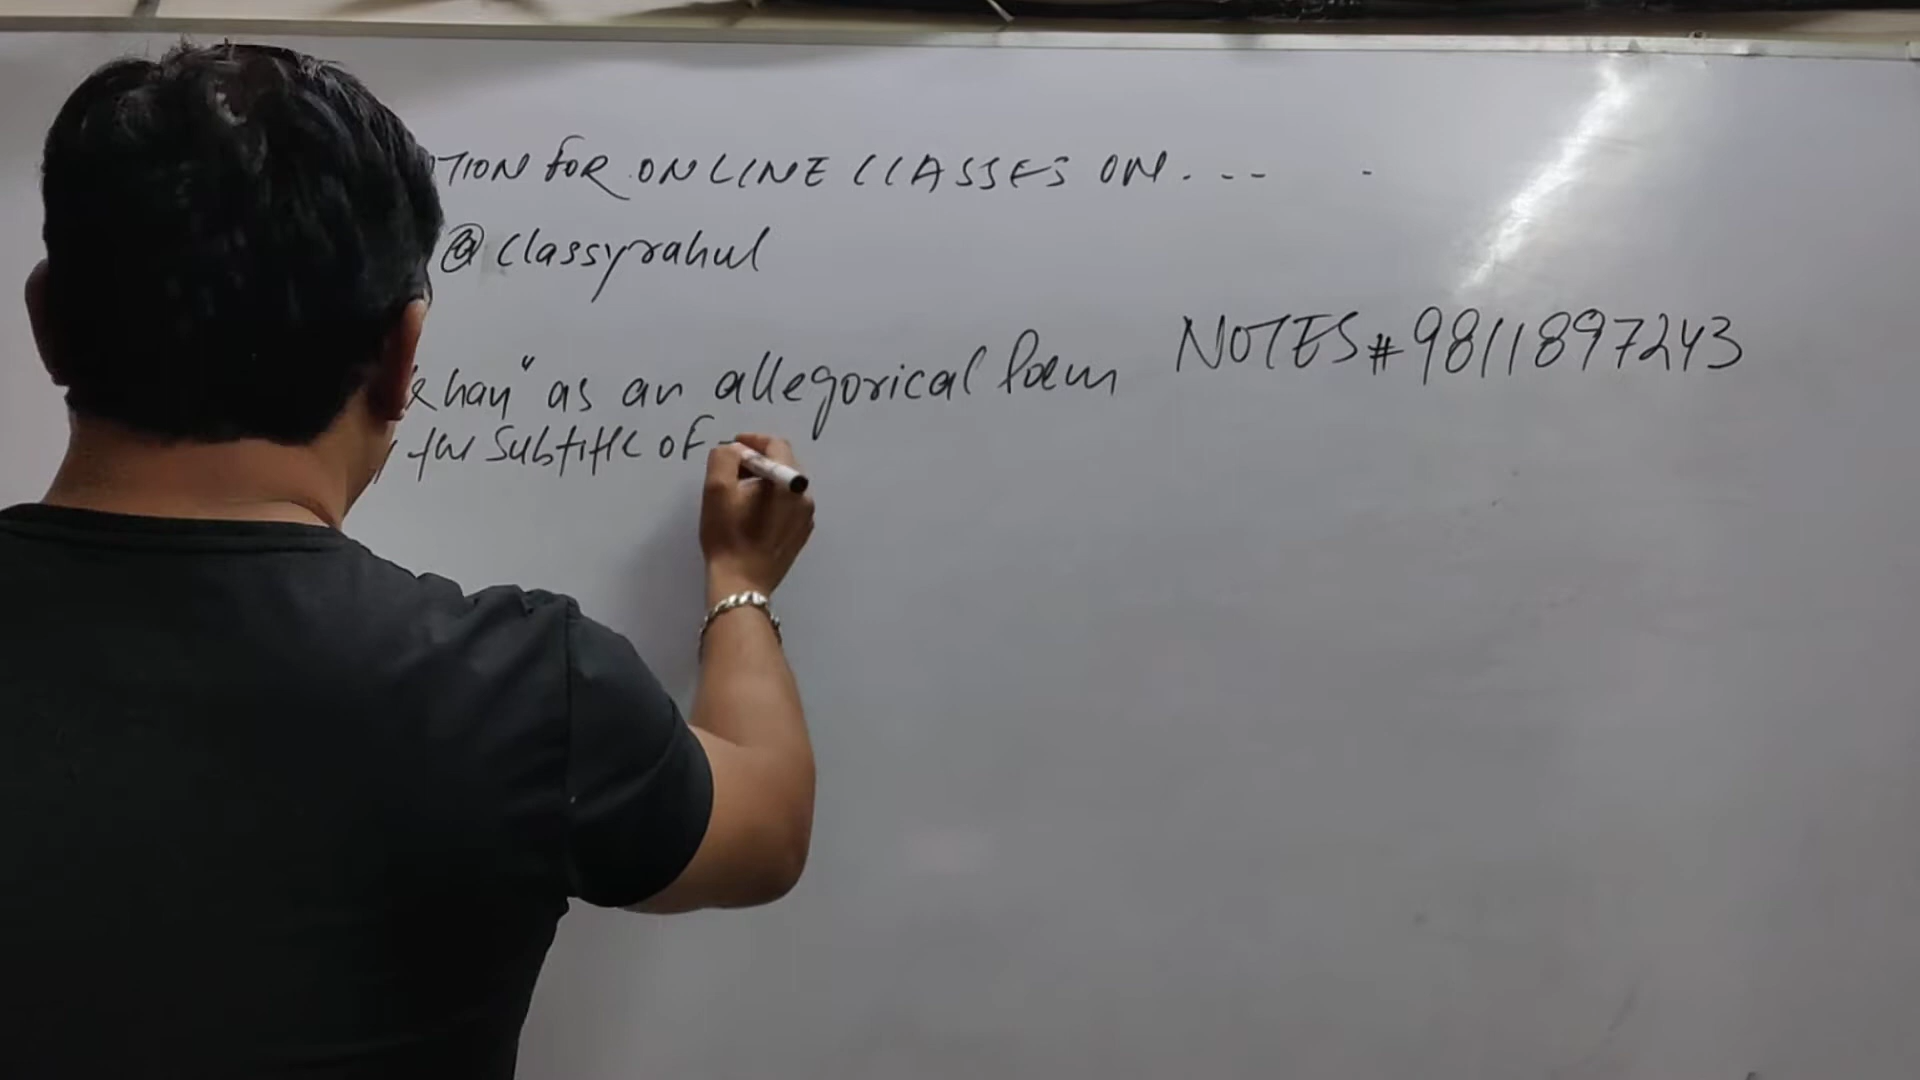 TION FOR ONLINE CLASSES ON....
@classyrahul
NOTES # 9811897243
Khan" as an allegorical Poem
the Subtitle of